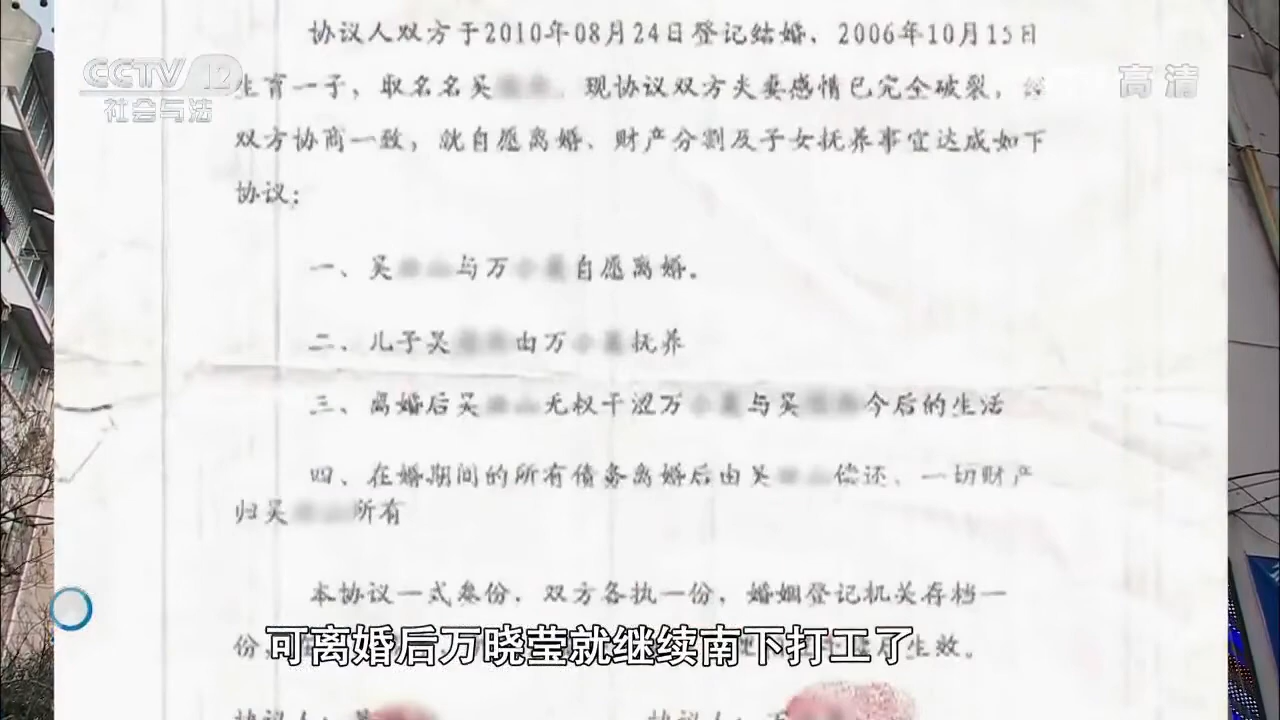 协议人双方于2010年08月24日登记结婚、2006年10月15日
CCTV 12
社会与法
高清
生育一子，取名名吴 现协议双方夫妻感情已完全破裂，经
双方协商一致，就自愿离婚、财产分割及子女抚养事宜达成如下
协议：
一、吴 与万 自愿离婚。
二、儿子吴 由万 抚养
三、离婚后吴 无权干涩万 与吴 今后的生活
四、在婚期间的所有债务离婚后由吴 偿还、一切财产
归吴 所有
本协议一式叁份，双方各执一份，婚姻登记机关存档一
份 生效。
可离婚后万晓莹就继续南下打工了
协议人：吴 协议人：万